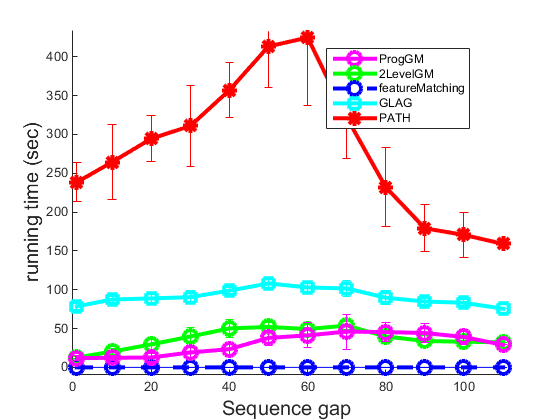 running time (sec)
400
350
300
250
200
150
100
50
0
0 20 40 60 80 100
Sequence gap
ProgGM
2LevelGM
featureMatching
GLAG
PATH